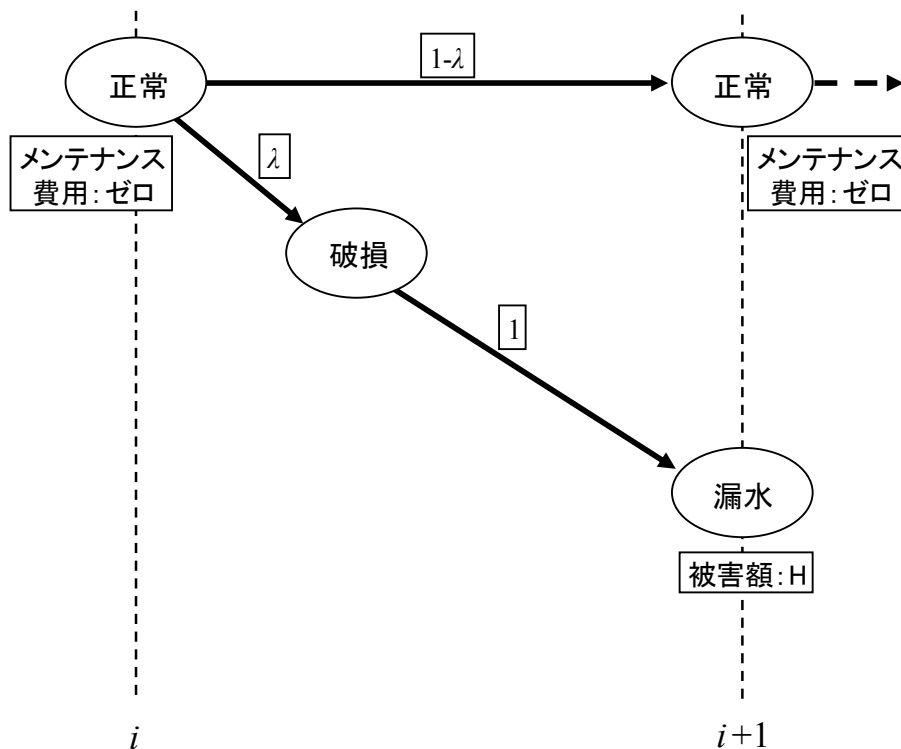 1-λ
正常
正常
メンテナンス
費用：ゼロ
λ
メンテナンス
費用：ゼロ
破損
1
漏水
被害額：H
i
i+1